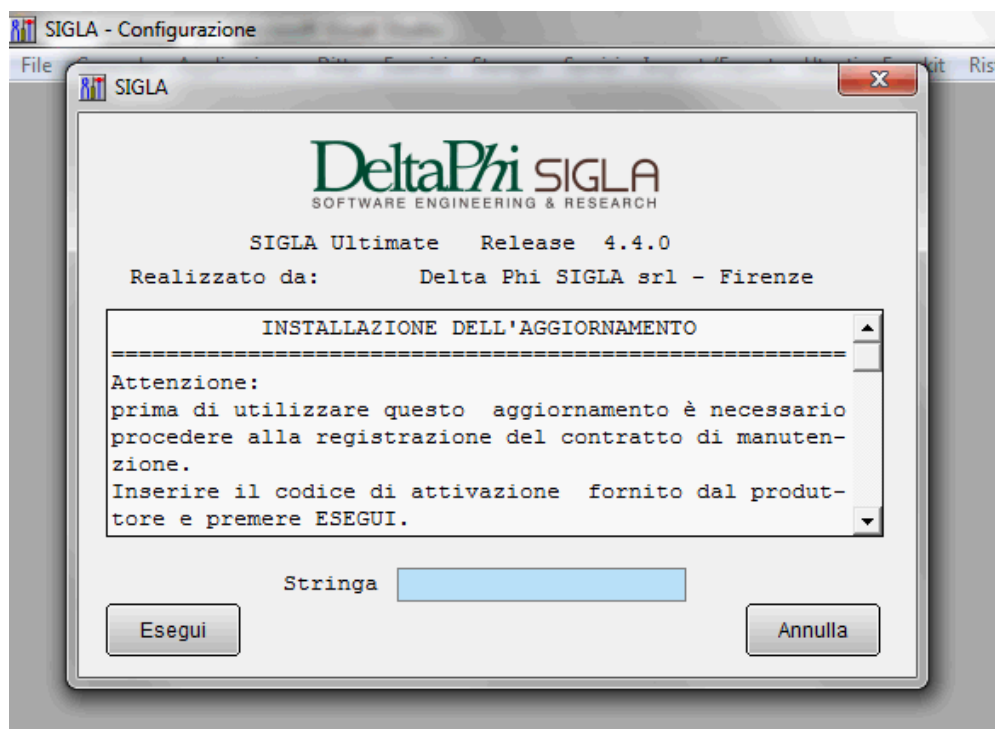 SIGLA - Configurazione
File
kit Ris
SIGLA
DeltaPhi SIGLA
SOFTWARE ENGINEERING & RESEARCH
SIGLA Ultimate Release 4.4.0
Realizzato da: Delta Phi SIGLA srl - Firenze
INSTALLAZIONE DELL'AGGIORNAMENTO
======================================================
Attenzione:
prima di utilizzare questo aggiornamento è necessario
procedere alla registrazione del contratto di manuten-
zione.
Inserire il codice di attivazione fornito dal produt-
tore e premere ESEGUI.
Stringa
Esegui Annulla